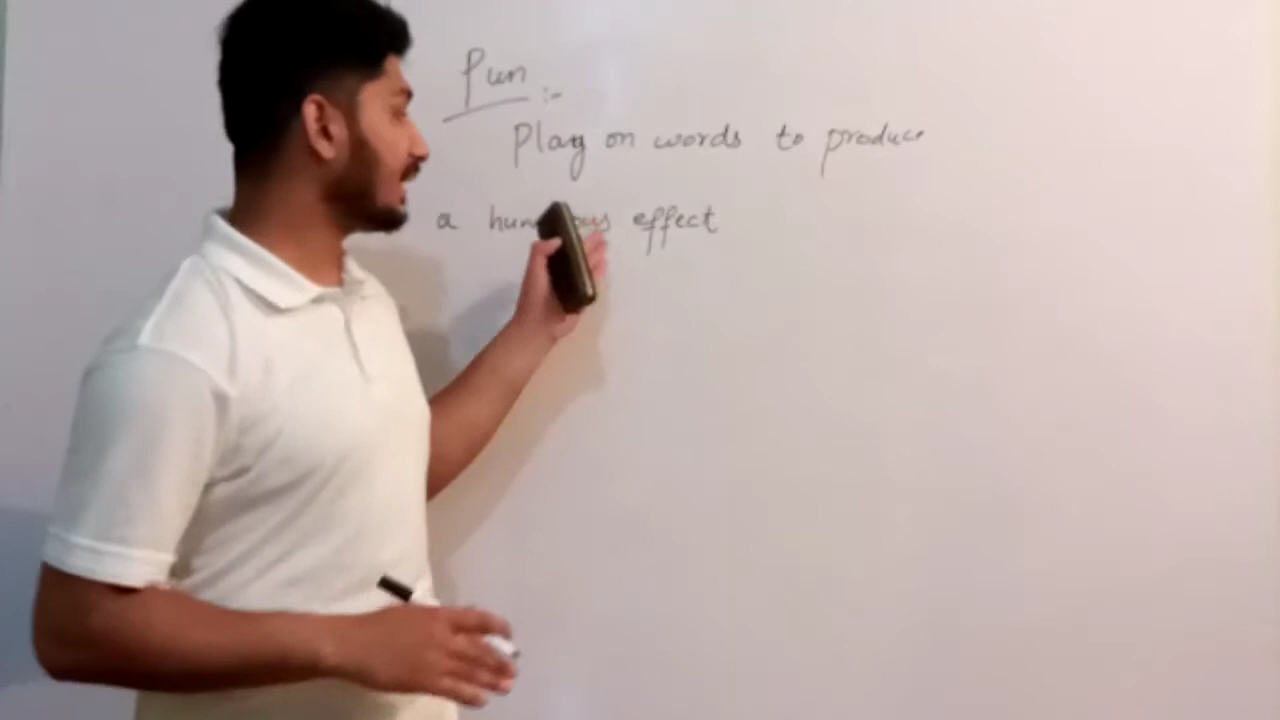 Pun :-
Play on words to produce
a effect